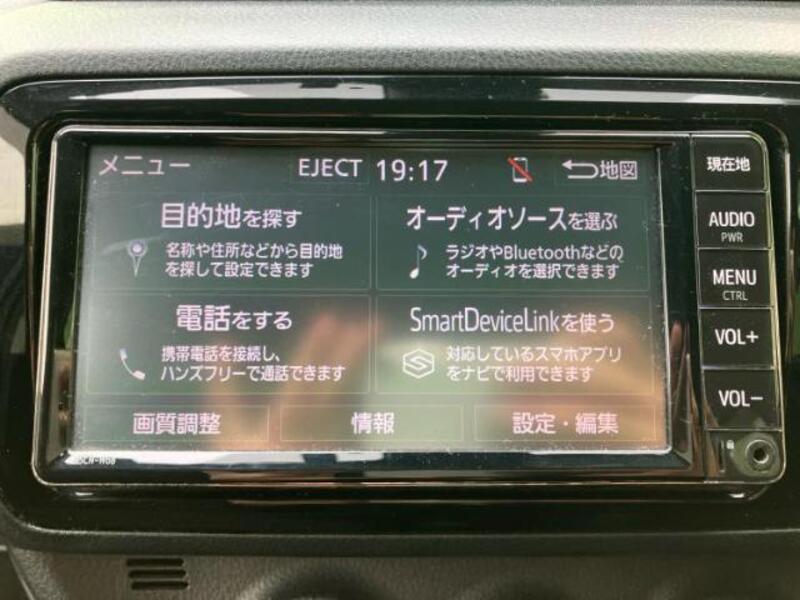 メニュー EJECT 19:17 地図
目的地を探す
名称や住所などから目的地
を探して設定できます
オーディオソースを選ぶ
ラジオやBluetoothなどの
オーディオを選択できます
電話をする
携帯電話を接続し、
ハンズフリーで通話できます
SmartDeviceLinkを使う
対応しているスマホアプリ
をナビで利用できます
画質調整 情報 設定・編集
現在地
AUDIO
PWR
MENU
CTRL
VOL+
VOL-